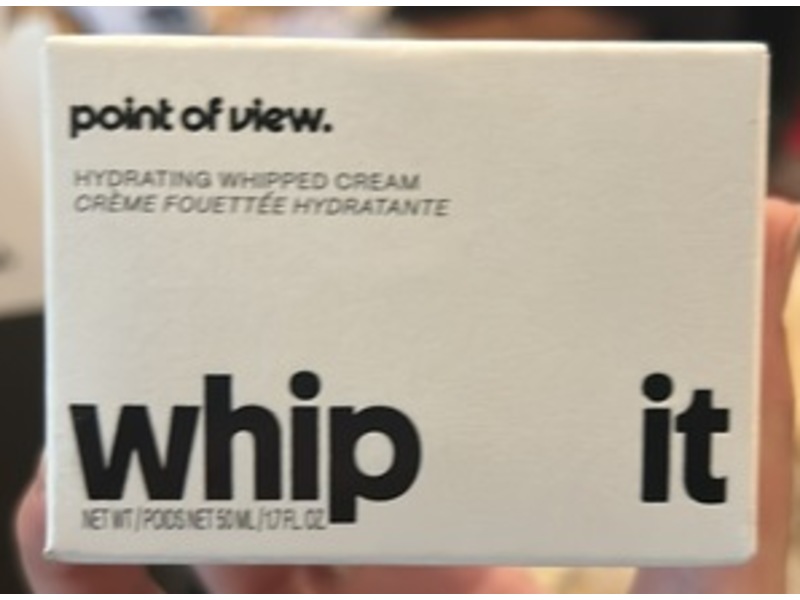 point of view.
HYDRATING WHIPPED CREAM
CRÈME FOUETTÉE HYDRATANTE
whip it
NET WT / POIDS NET 50 ML / 1.7 FL. OZ